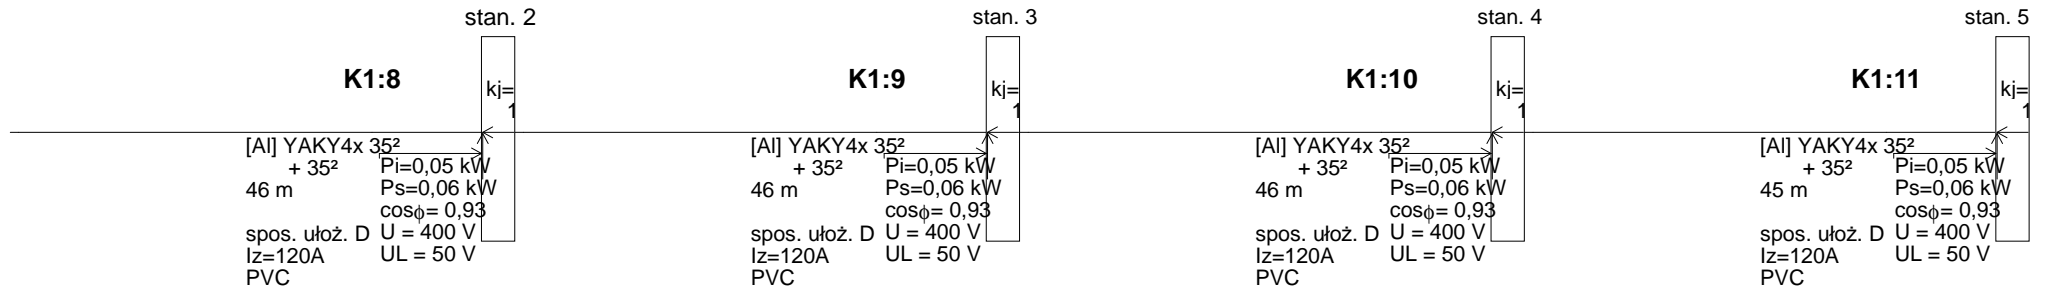 stan. 2
K1:8
kj=
1
[Al] YAKY4x 35²
+ 35²
46 m
spos. ułoż. D
Iz=120A
PVC
Pi=0,05 kW
Ps=0,06 kW
cosϕ= 0,93
U = 400 V
UL = 50 V
stan. 3
K1:9
kj=
1
[Al] YAKY4x 35²
+ 35²
46 m
spos. ułoż. D
Iz=120A
PVC
Pi=0,05 kW
Ps=0,06 kW
cosϕ= 0,93
U = 400 V
UL = 50 V
stan. 4
K1:10
kj=
1
[Al] YAKY4x 35²
+ 35²
46 m
spos. ułoż. D
Iz=120A
PVC
Pi=0,05 kW
Ps=0,06 kW
cosϕ= 0,93
U = 400 V
UL = 50 V
stan. 5
K1:11
kj=
1
[Al] YAKY4x 35²
+ 35²
45 m
spos. ułoż. D
Iz=120A
PVC
Pi=0,05 kW
Ps=0,06 kW
cosϕ= 0,93
U = 400 V
UL = 50 V